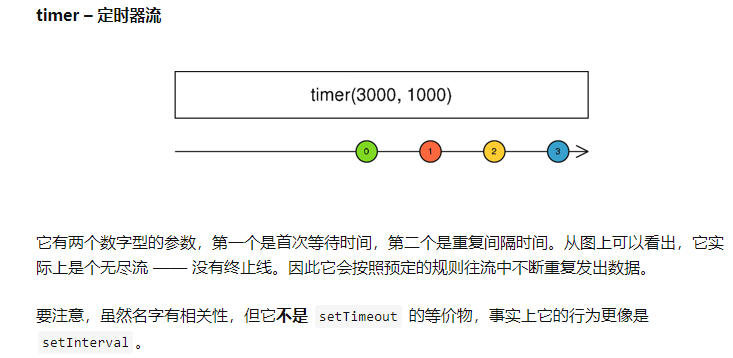 timer – 定时器流
timer(3000, 1000)
0 1 2 3
它有两个数字型的参数，第一个是首次等待时间，第二个是重复间隔时间。从图上可以看出，它实
际上是个无尽流 —— 没有终止线。因此它会按照预定的规则往流中不断重复发出数据。
要注意，虽然名字有相关性，但它不是 setTimeout 的等价物，事实上它的行为更像是
setInterval 。